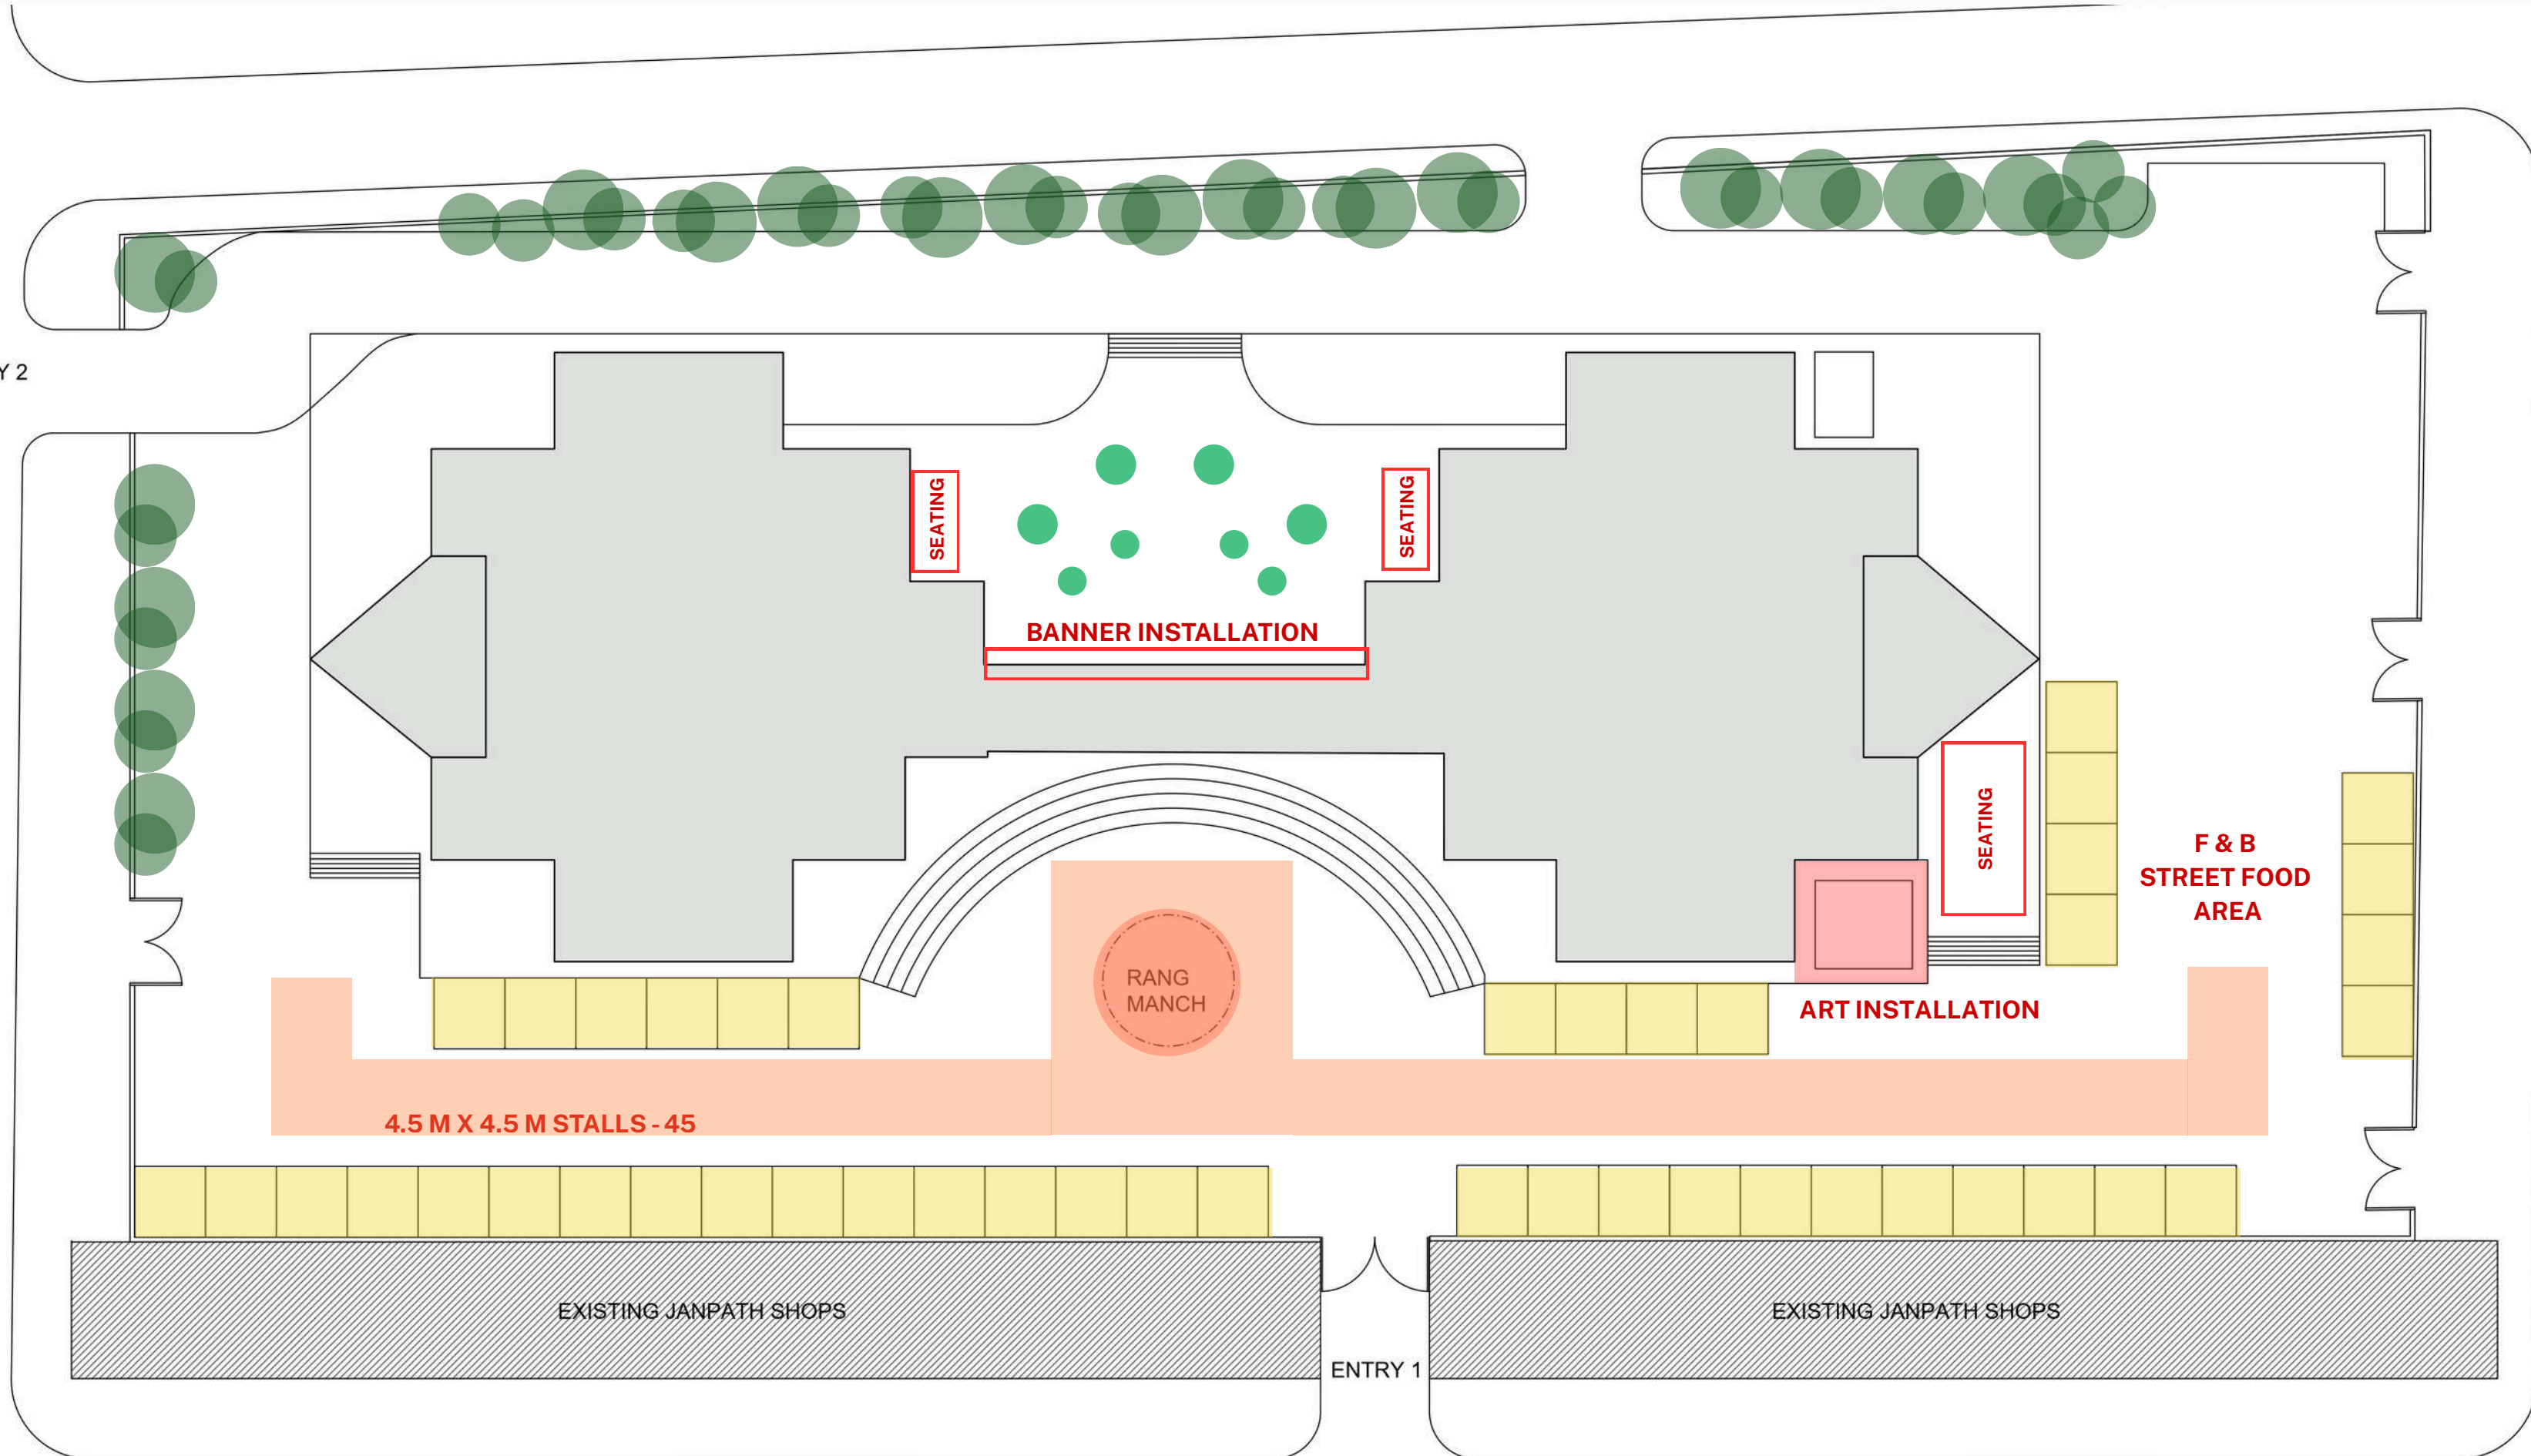 Y 2
SEATING
SEATING
BANNER INSTALLATION
SEATING
F & B
STREET FOOD
AREA
RANG
MANCH
ART INSTALLATION
4.5 M X 4.5 M STALLS - 45
EXISTING JANPATH SHOPS
EXISTING JANPATH SHOPS
ENTRY 1